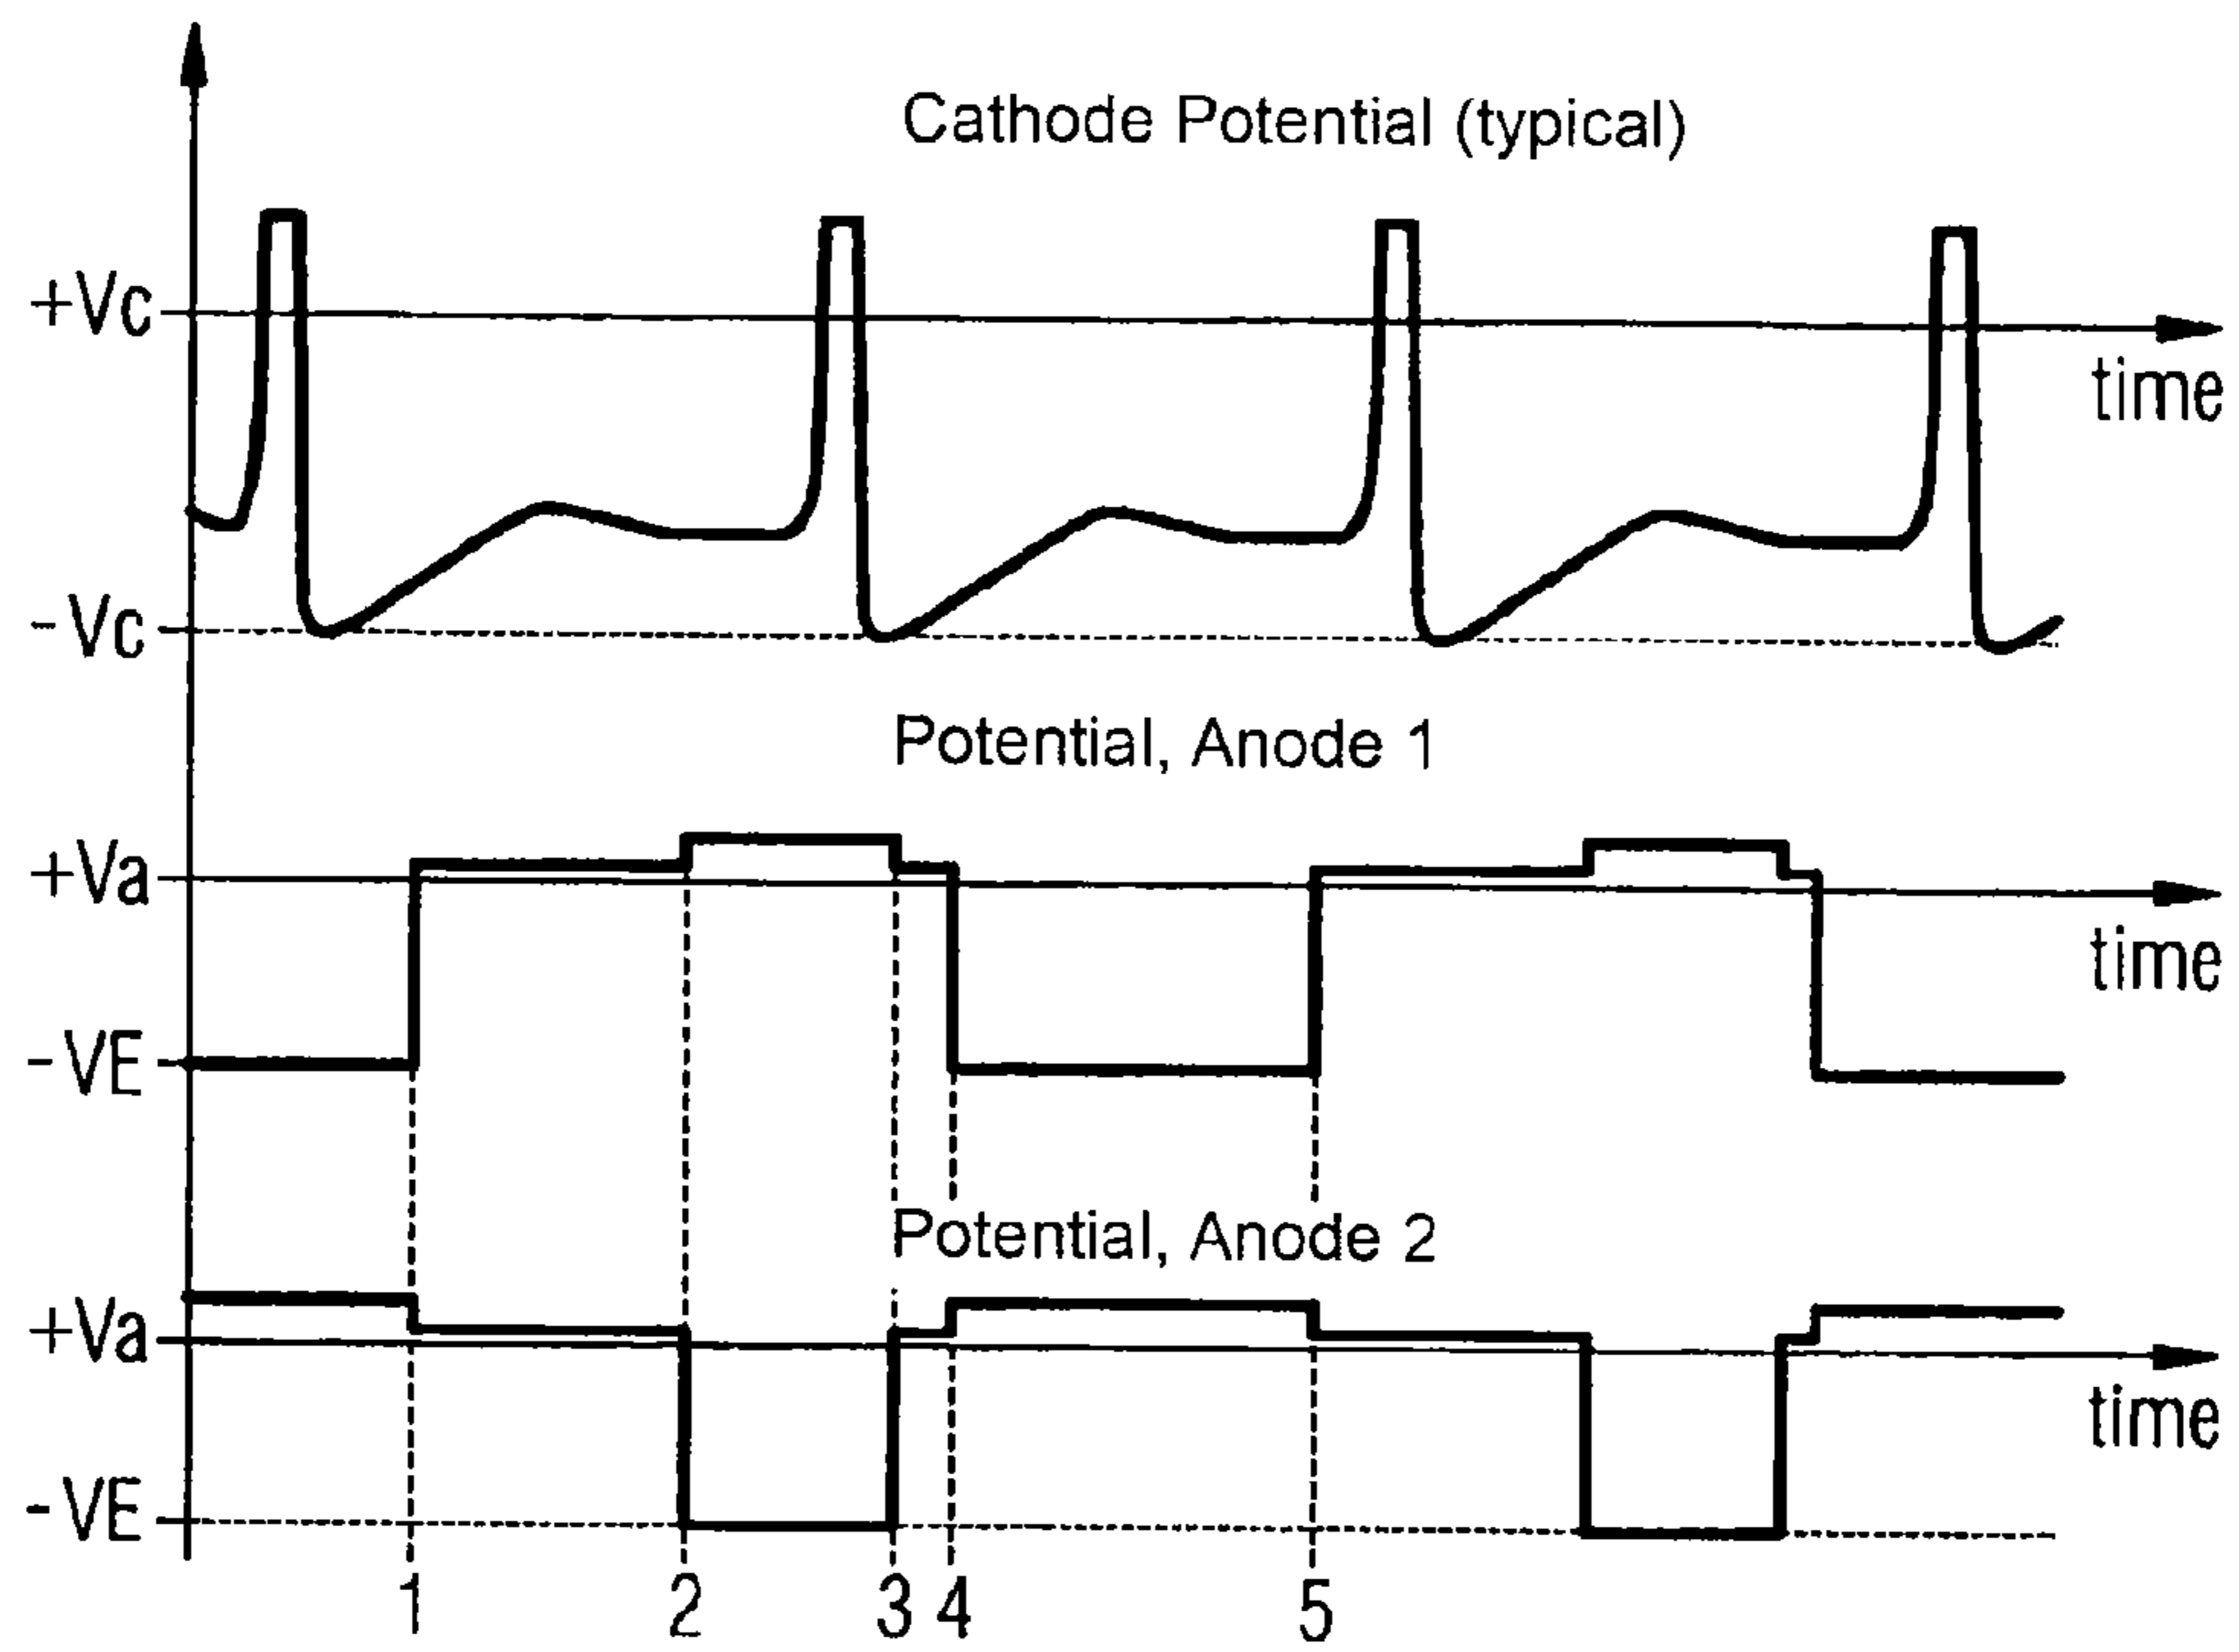 Cathode Potential (typical)
+Vc
time
-Vc
Potential, Anode 1
+Va
time
-VE
Potential, Anode 2
+Va
time
-VE
1 2 3 4 5